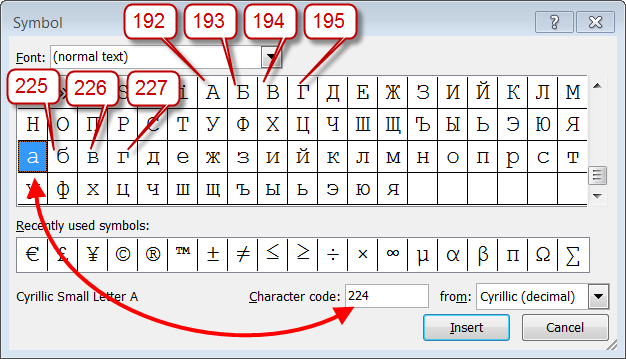 Symbol
192 193 194 195
Font: (normal text)
А Б В Г Д Е Ж З И Й К Л М
Н О П Р С Т У Ф Х Ц Ч Ш Щ Ъ Ы Ь Э Ю Я
225 226 227
а б в г д е ж з и й к л м н о п р с т
у ф х ц ч ш щ ъ ы ь э ю я
Recently used symbols:
€ £ ¥ © ® ™ ± ≠ ≤ ≥ ÷ × ∞ µ α β π Ω ∑
Cyrillic Small Letter A
Character code: 224 from: Cyrillic (decimal)
Insert Cancel